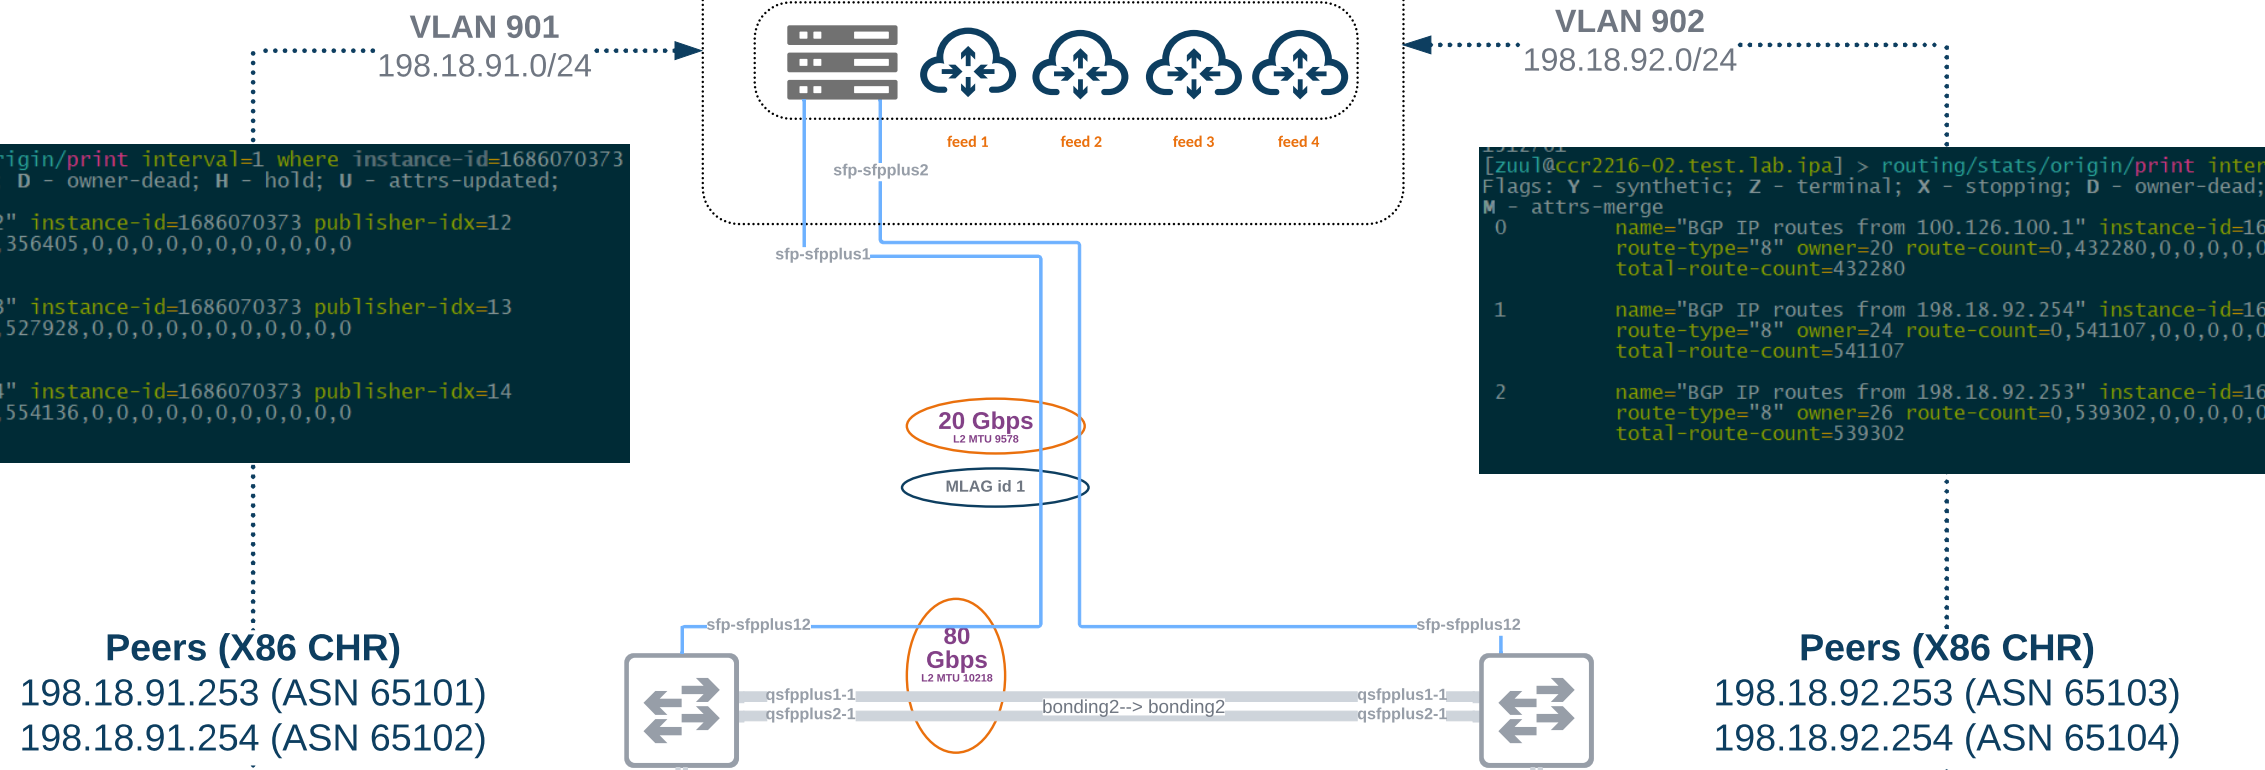 VLAN 901
198.18.91.0/24
VLAN 902
198.18.92.0/24
feed 1
feed 2
feed 3
feed 4
sfp-sfpplus2
sfp-sfpplus1
rigin/print interval=1 where instance-id=1686070373
D - owner-dead; H - hold; U - attrs-updated;
2" instance-id=1686070373 publisher-idx=12
,356405,0,0,0,0,0,0,0,0,0,0,0
3" instance-id=1686070373 publisher-idx=13
,527928,0,0,0,0,0,0,0,0,0,0,0
4" instance-id=1686070373 publisher-idx=14
,554136,0,0,0,0,0,0,0,0,0,0,0
[zuul@ccr2216-02.test.lab.ipa] > routing/stats/origin/print inter
Flags: Y - synthetic; Z - terminal; X - stopping; D - owner-dead;
M - attrs-merge
0 name="BGP IP routes from 100.126.100.1" instance-id=16
route-type="8" owner=20 route-count=0,432280,0,0,0,0,0
total-route-count=432280
1 name="BGP IP routes from 198.18.92.254" instance-id=16
route-type="8" owner=24 route-count=0,541107,0,0,0,0,0
total-route-count=541107
2 name="BGP IP routes from 198.18.92.253" instance-id=16
route-type="8" owner=26 route-count=0,539302,0,0,0,0,0
total-route-count=539302
20 Gbps
L2 MTU 9578
MLAG id 1
sfp-sfpplus12
sfp-sfpplus12
80
Gbps
L2 MTU 10218
qsfpplus1-1
qsfpplus2-1
bonding2--> bonding2
qsfpplus1-1
qsfpplus2-1
Peers (X86 CHR)
198.18.91.253 (ASN 65101)
198.18.91.254 (ASN 65102)
Peers (X86 CHR)
198.18.92.253 (ASN 65103)
198.18.92.254 (ASN 65104)